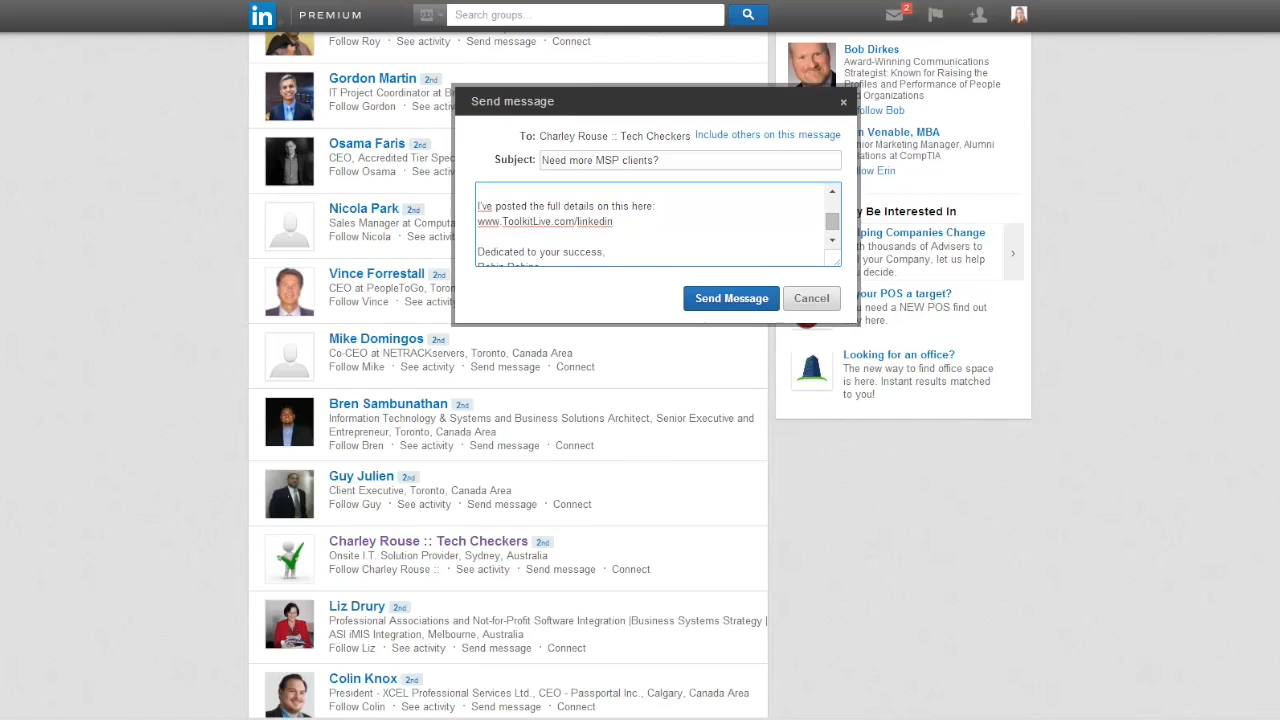 in PREMIUM Search groups... 2
Follow Roy · See activity · Send message · Connect
Gordon Martin 2nd
IT Project Coordinator at B
Follow Gordon · See activ
Osama Faris 2nd
CEO, Accredited Tier Spec
Follow Osama · See activ
Nicola Park 2nd
Sales Manager at Computa
Follow Nicola · See activi
Vince Forrestall 2nd
CEO at PeopleToGo, Toron
Follow Vince · See activit
Mike Domingos 2nd
Co-CEO at NETRACKservers, Toronto, Canada Area
Follow Mike · See activity · Send message · Connect
Bren Sambunathan 2nd
Information Technology & Systems and Business Solutions Architect, Senior Executive and
Entrepreneur, Toronto, Canada Area
Follow Bren · See activity · Send message · Connect
Guy Julien 2nd
Client Executive, Toronto, Canada Area
Follow Guy · See activity · Send message · Connect
Charley Rouse :: Tech Checkers 2nd
Onsite I.T. Solution Provider, Sydney, Australia
Follow Charley Rouse :: · See activity · Send message · Connect
Liz Drury 2nd
Professional Associations and Not-for-Profit Software Integration |Business Systems Strategy |
ASI iMIS Integration, Melbourne, Australia
Follow Liz · See activity · Send message · Connect
Colin Knox 2nd
President - XCEL Professional Services Ltd., CEO - Passportal Inc., Calgary, Canada Area
Follow Colin · See activity · Send message · Connect
Send message ×
To: Charley Rouse :: Tech Checkers Include others on this message
Subject: Need more MSP clients?
I've posted the full details on this here:
www.ToolkitLive.com/linkedin
Dedicated to your success,
Send Message Cancel
Bob Dirkes
Award-Winning Communications
Strategist: Known for Raising the
Profiles and Performance of People
nd Organizations
ollow Bob
n Venable, MBA
nior Marketing Manager, Alumni
lations at CompTIA
llow Erin
y Be Interested In
lping Companies Change
th thousands of Advisers to
your Company, let us help
decide.
your POS a target?
u need a NEW POS find out
y here.
Looking for an office?
The new way to find office space
is here. Instant results matched
to you!